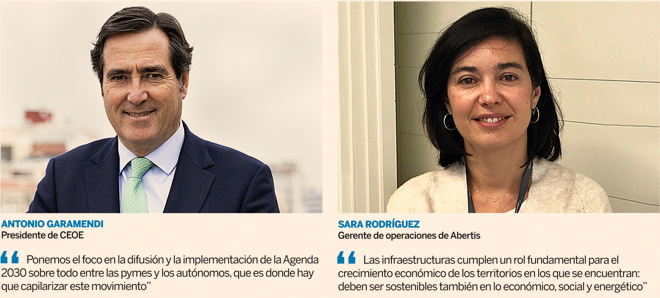 ANTONIO GARAMENDI
Presidente de CEOE
“ Ponemos el foco en la difusión y la implementación de la Agenda
2030 sobre todo entre las pymes y los autónomos, que es donde hay
que capilarizar este movimiento”
SARA RODRÍGUEZ
Gerente de operaciones de Abertis
“ Las infraestructuras cumplen un rol fundamental para el
crecimiento económico de los territorios en los que se encuentran:
deben ser sostenibles también en lo económico, social y energético”